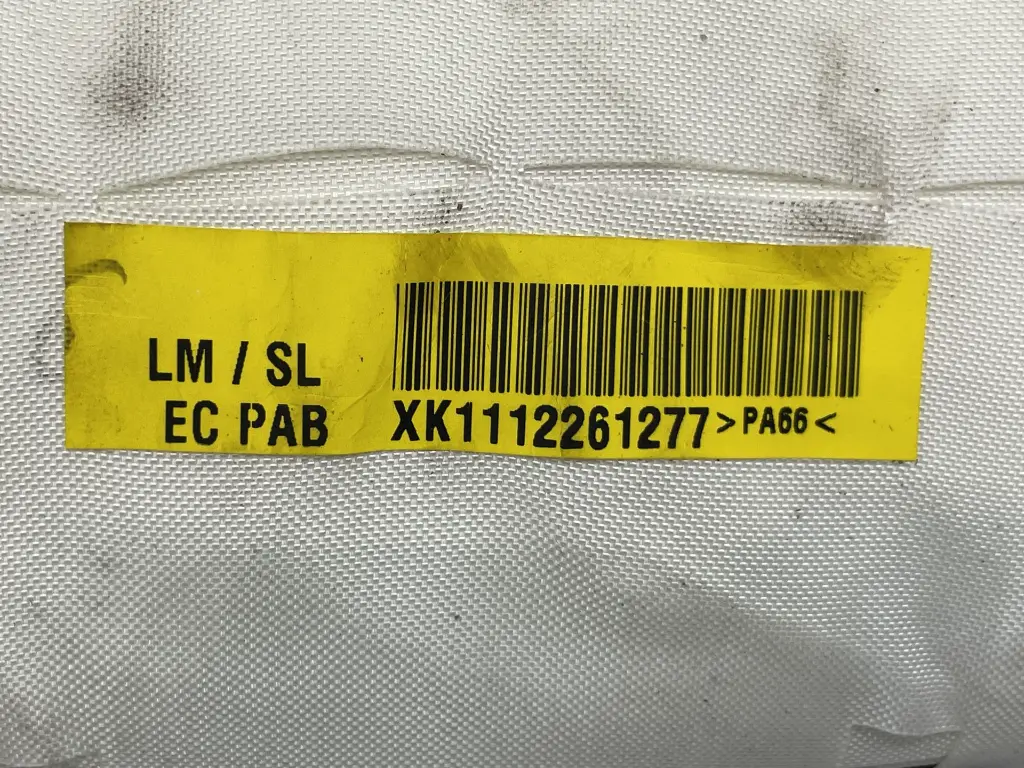 LM / SL
EC PAB
XK1112261277 >PA66<